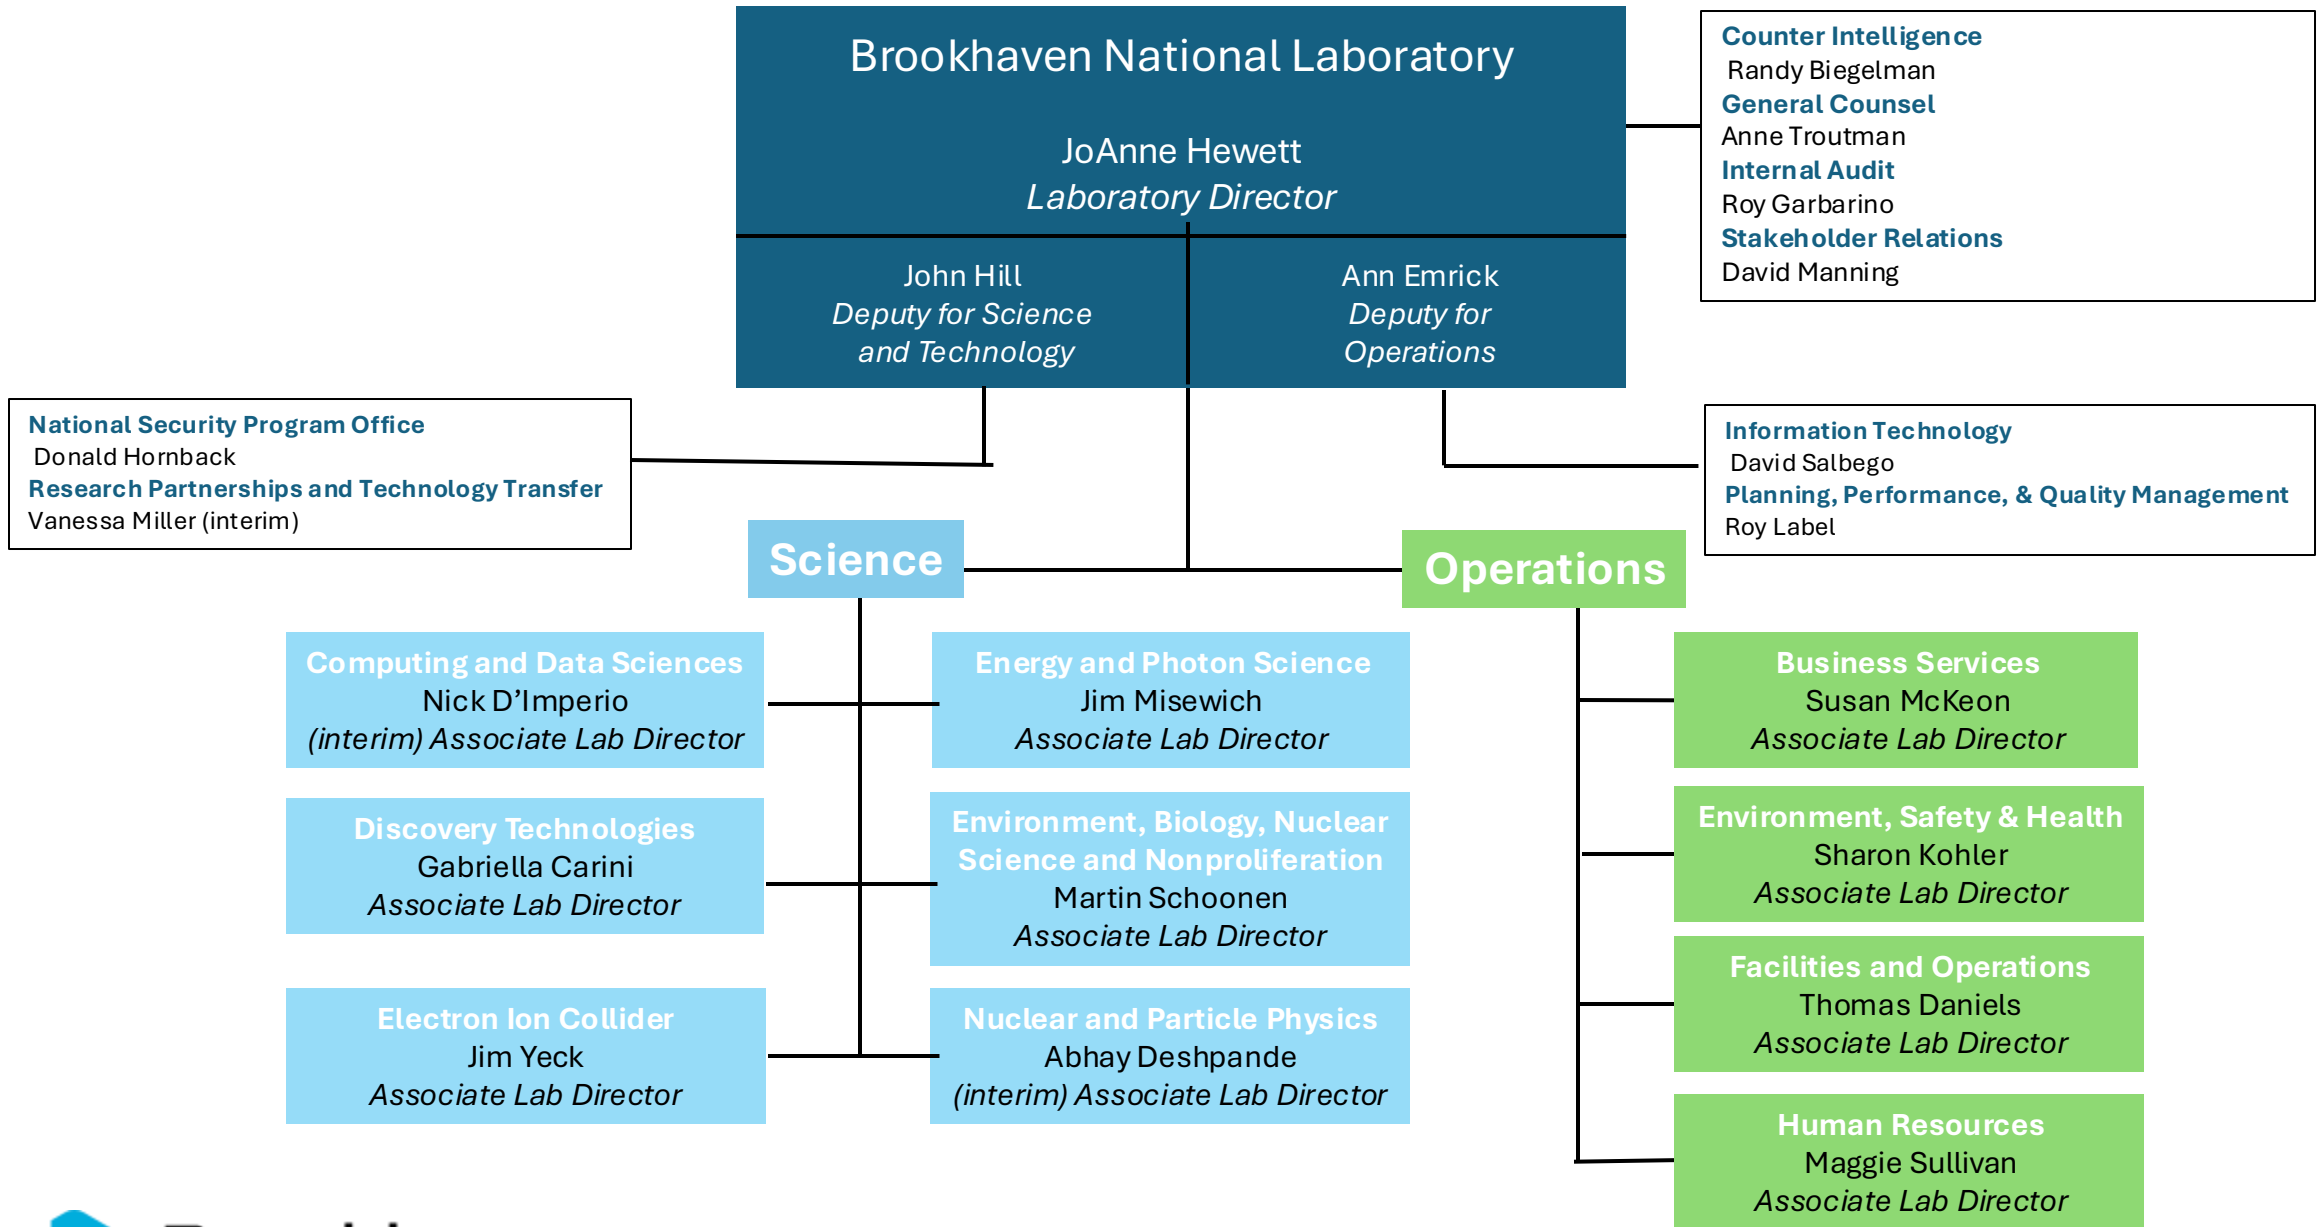 Brookhaven National Laboratory
JoAnne Hewett
Laboratory Director
John Hill
Deputy for Science
and Technology
Ann Emrick
Deputy for
Operations
Counter Intelligence
Randy Biegelman
General Counsel
Anne Troutman
Internal Audit
Roy Garbarino
Stakeholder Relations
David Manning
National Security Program Office
Donald Hornback
Research Partnerships and Technology Transfer
Vanessa Miller (interim)
Information Technology
David Salbego
Planning, Performance, & Quality Management
Roy Label
Science
Operations
Computing and Data Sciences
Nick D’Imperio
(interim) Associate Lab Director
Energy and Photon Science
Jim Misewich
Associate Lab Director
Discovery Technologies
Gabriella Carini
Associate Lab Director
Environment, Biology, Nuclear
Science and Nonproliferation
Martin Schoonen
Associate Lab Director
Electron Ion Collider
Jim Yeck
Associate Lab Director
Nuclear and Particle Physics
Abhay Deshpande
(interim) Associate Lab Director
Business Services
Susan McKeon
Associate Lab Director
Environment, Safety & Health
Sharon Kohler
Associate Lab Director
Facilities and Operations
Thomas Daniels
Associate Lab Director
Human Resources
Maggie Sullivan
Associate Lab Director